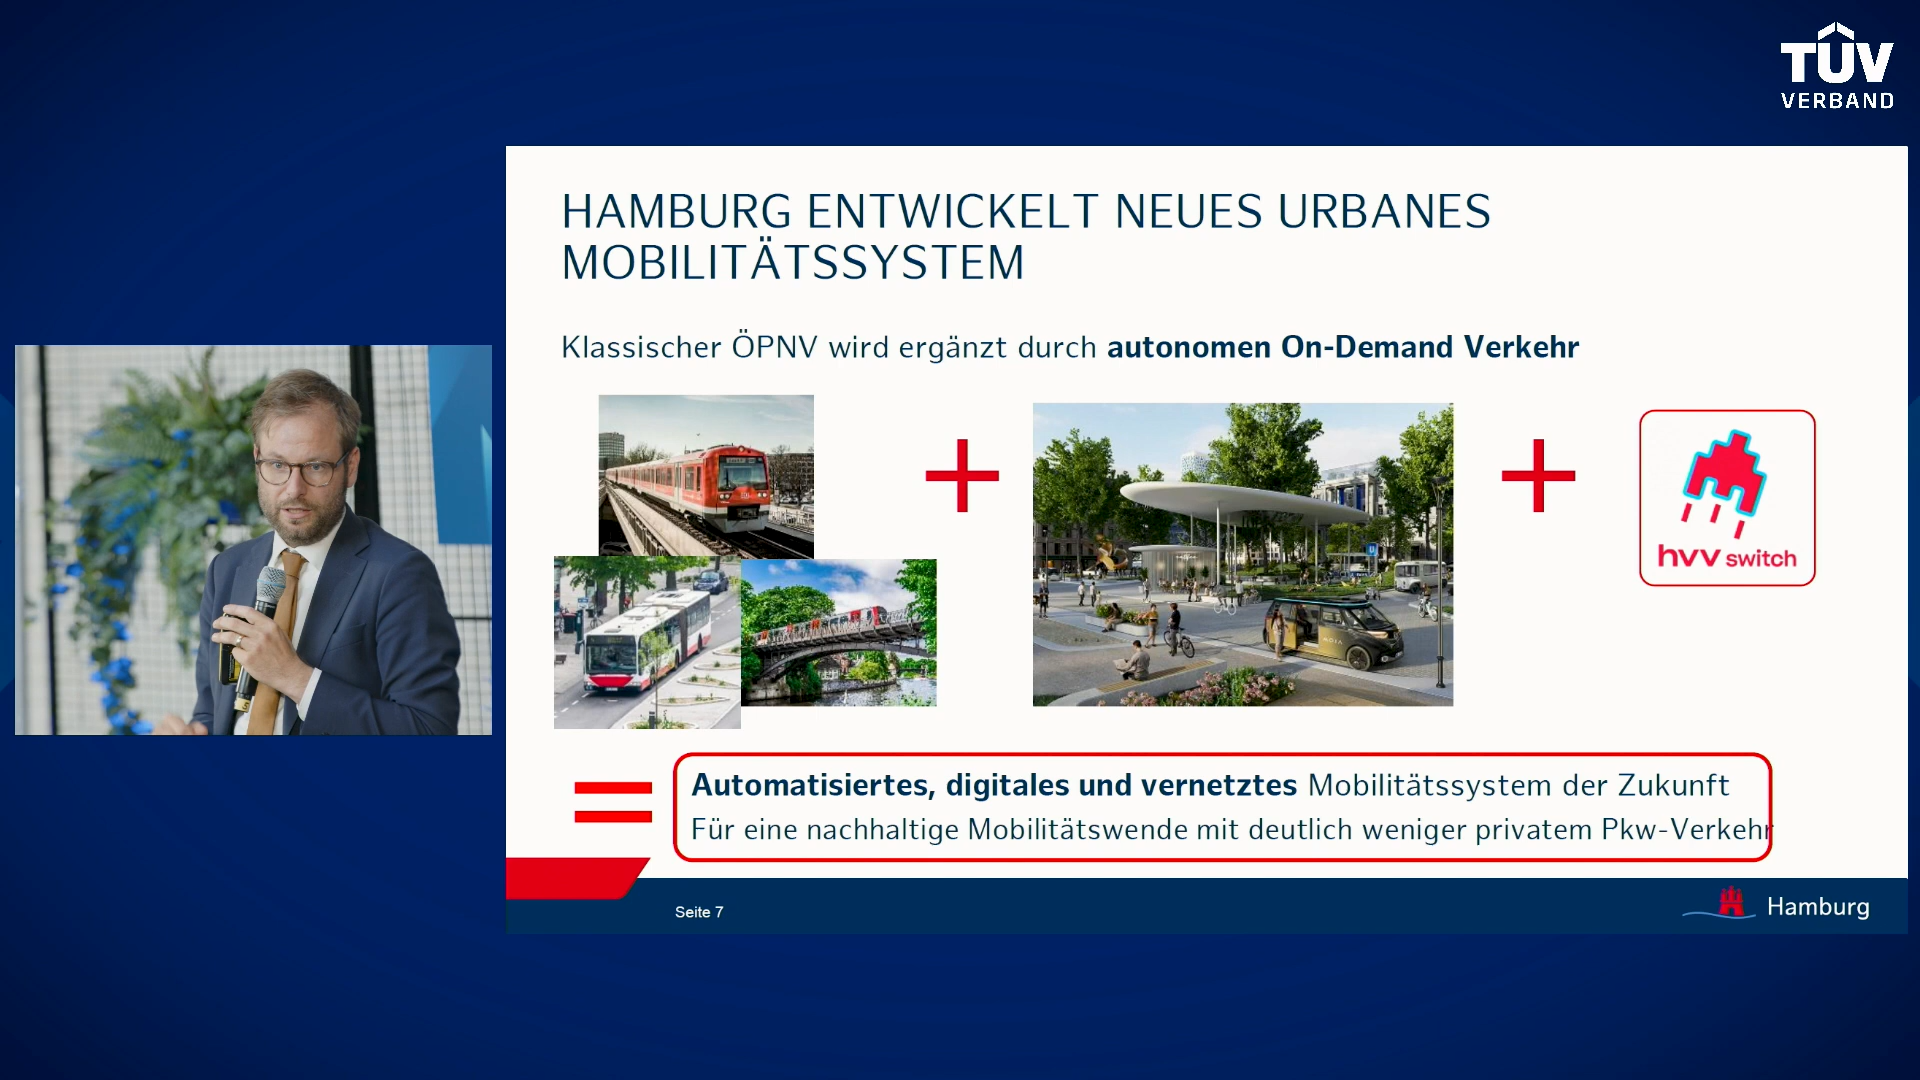 TÜV
VERBAND
HAMBURG ENTWICKELT NEUES URBANES
MOBILITÄTSSYSTEM
Klassischer ÖPNV wird ergänzt durch autonomen On-Demand Verkehr
MOIA
U
hvv switch
Automatisiertes, digitales und vernetztes Mobilitätssystem der Zukunft
Für eine nachhaltige Mobilitätswende mit deutlich weniger privatem Pkw-Verkehr
Seite 7
Hamburg